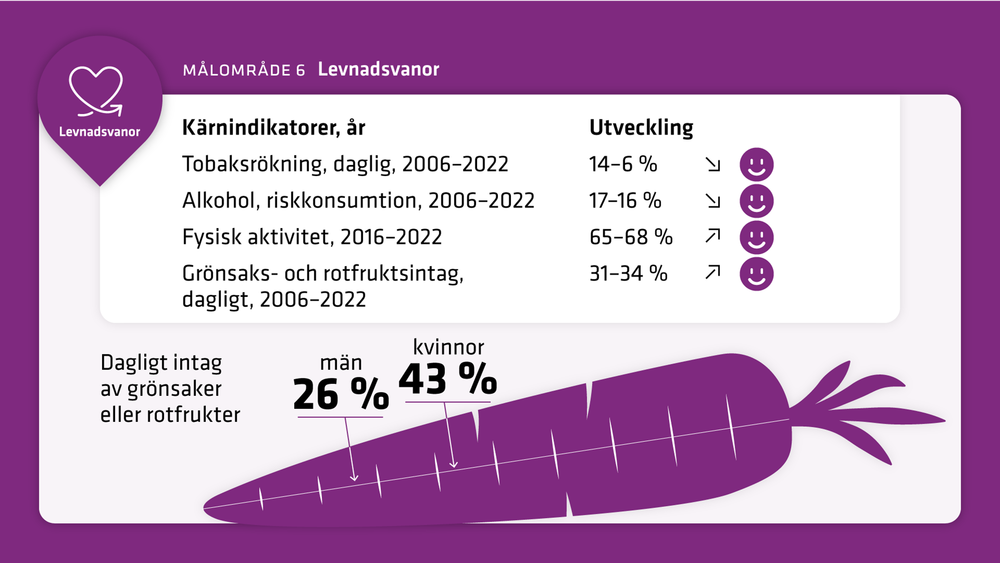 MÅLOMRÅDE 6 Levnadsvanor
Levnadsvanor
Kärnindikatorer, år Utveckling
Tobaksrökning, daglig, 2006–2022 14–6 %
Alkohol, riskkonsumtion, 2006–2022 17–16 %
Fysisk aktivitet, 2016–2022 65–68 %
Grönsaks- och rotfruktsintag, 31–34 %
dagligt, 2006–2022
Dagligt intag
av grönsaker
eller rotfrukter
män
26 %
kvinnor
43 %